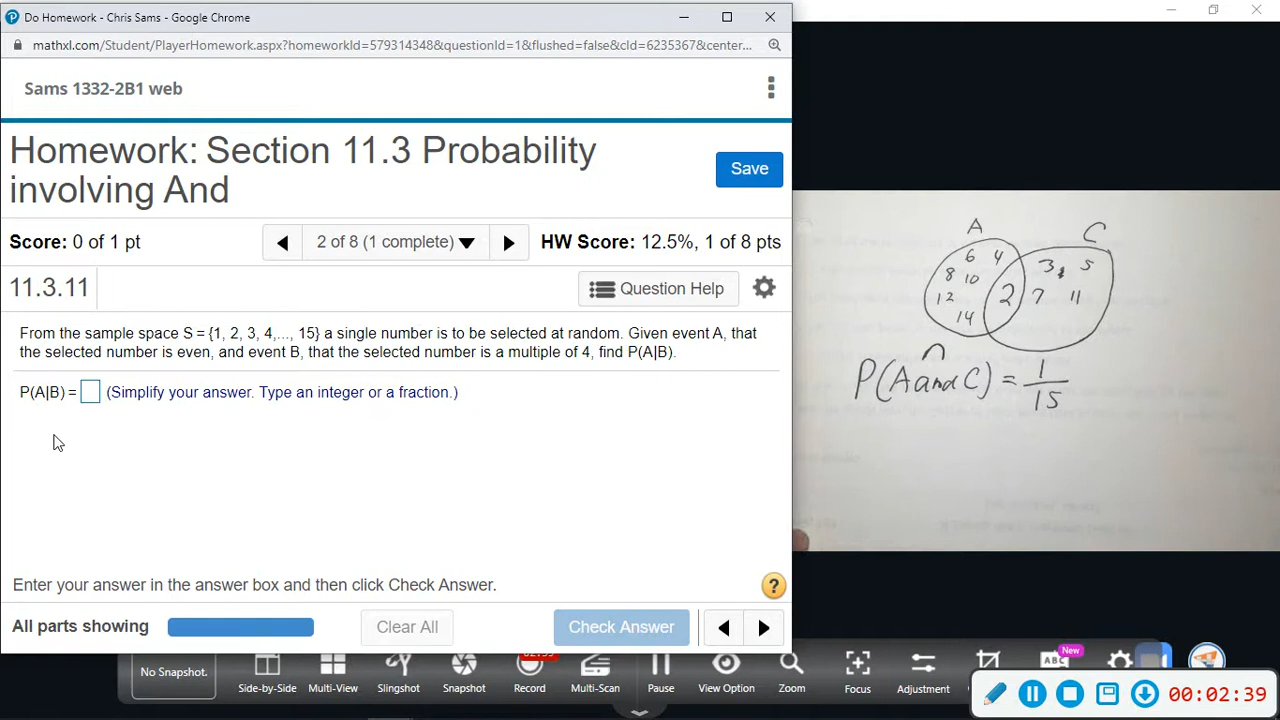 Do Homework - Chris Sams - Google Chrome
mathxl.com/Student/PlayerHomework.aspx?homeworkId=579314348&questionId=1&flushed=false&cId=6235367&center...
Sams 1332-2B1 web
Homework: Section 11.3 Probability
involving And
Save
Score: 0 of 1 pt
2 of 8 (1 complete)
HW Score: 12.5%, 1 of 8 pts
11.3.11
Question Help
From the sample space S = {1, 2, 3, 4,..., 15} a single number is to be selected at random. Given event A, that
the selected number is even, and event B, that the selected number is a multiple of 4, find P(A|B).
P(A|B) = (Simplify your answer. Type an integer or a fraction.)
Enter your answer in the answer box and then click Check Answer.
?
All parts showing
Clear All
Check Answer
A C
6 4 3, 5
8 10
12 2 7 11
14
P(A and C) = 1/15
No Snapshot.
Side-by-Side
Multi-View
Slingshot
Snapshot
Record
Multi-Scan
Pause
View Option
Zoom
Focus
Adjustment
ABC
New
00:02:39